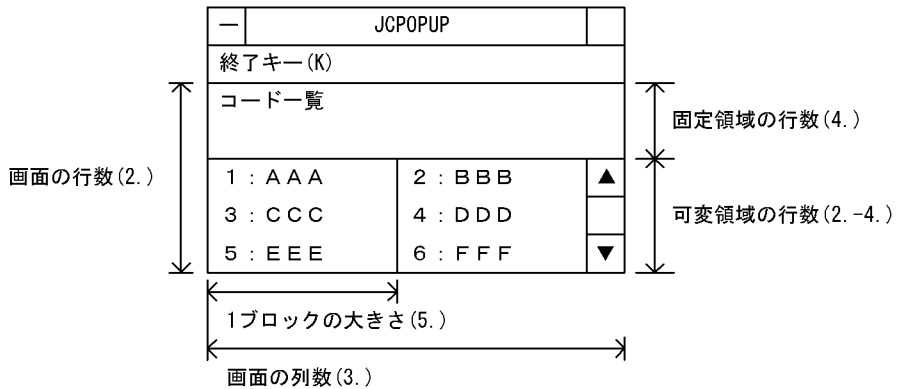 ― JCPOPUP
終了キー(K)
コード一覧
固定領域の行数(4.)
画面の行数(2.)
1:AAA 2:BBB ▲
3:CCC 4:DDD
可変領域の行数(2.-4.)
5:EEE 6:FFF ▼
1ブロックの大きさ(5.)
画面の列数(3.)